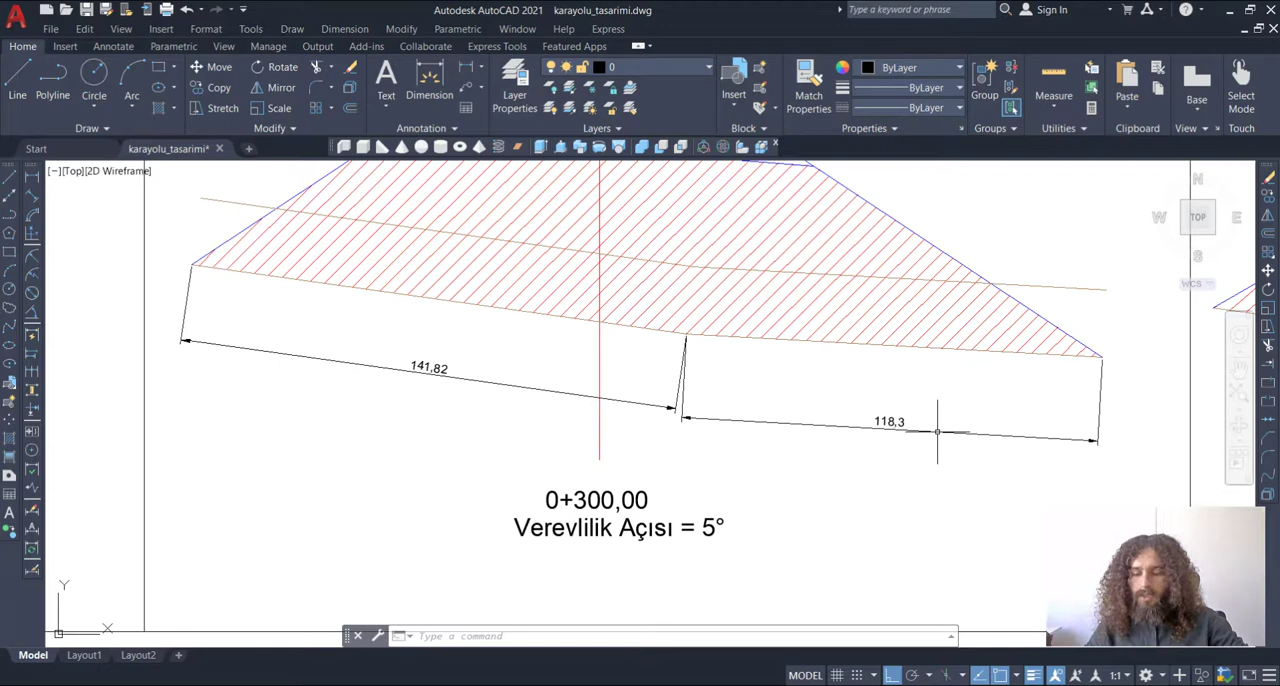 Autodesk AutoCAD 2021 karayolu_tasarimi.dwg
Type a keyword or phrase
Sign In
File Edit View Insert Format Tools Draw Dimension Modify Parametric Window Help Express
Home Insert Annotate Parametric View Manage Output Add-ins Collaborate Express Tools Featured Apps
Line Polyline Circle Arc
Move Rotate
Copy Mirror
Stretch Scale
Text Dimension
Layer Properties
0
Insert
Match Properties
ByLayer
ByLayer
ByLayer
Group
Measure
Paste
Base
Select Mode
Draw Modify Annotation Layers Block Properties Groups Utilities Clipboard View Touch
Start karayolu_tasarimi*
[−][Top][2D Wireframe]
N
W TOP E
S
WCS
141,82
118,3
0+300,00
Verevlilik Açısı = 5°
Y
X
Type a command
Model Layout1 Layout2
MODEL 1:1